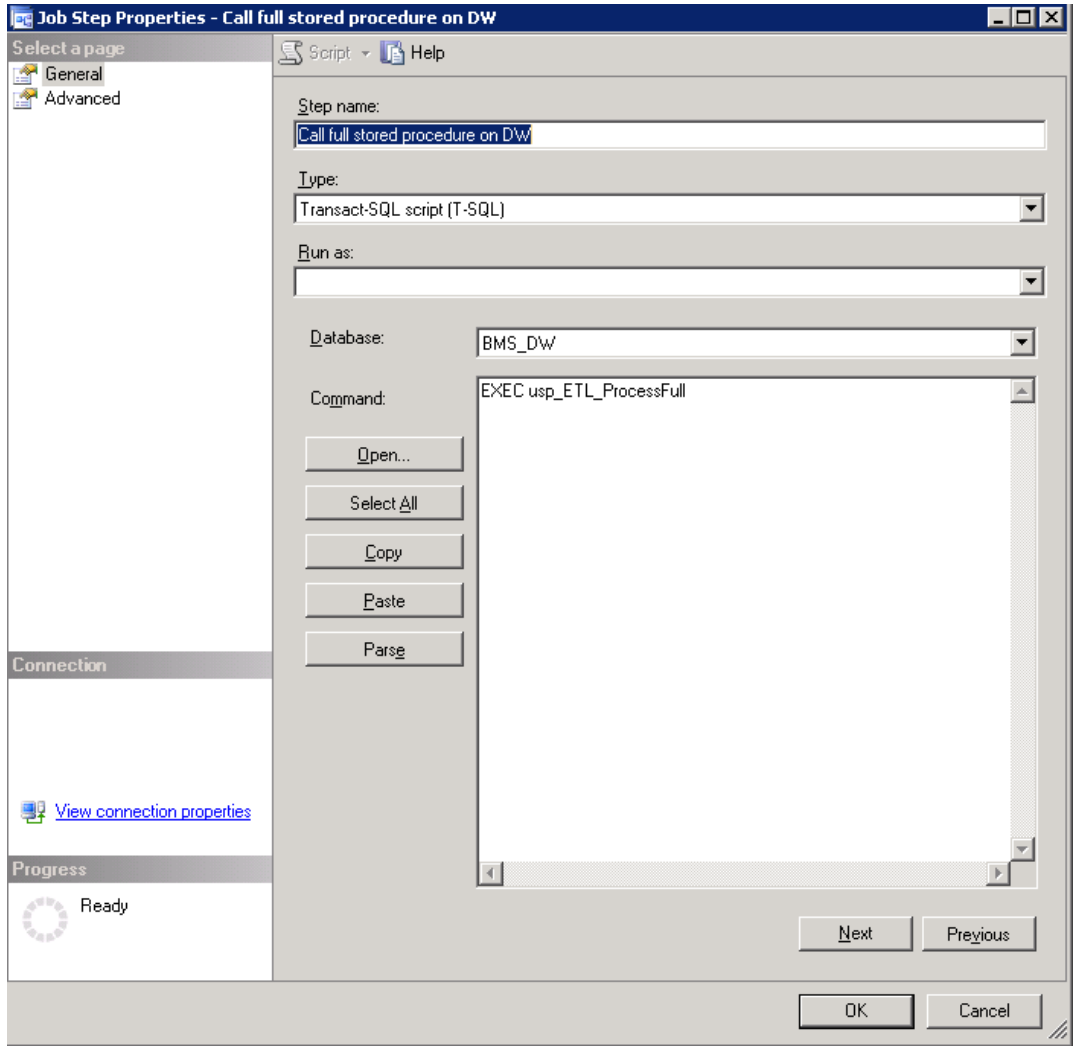 Job Step Properties - Call full stored procedure on DW
Select a page
General
Advanced
Script
Help
Step name:
Call full stored procedure on DW
Type:
Transact-SQL script (T-SQL)
Run as:
Database:
BMS_DW
Command:
EXEC usp_ETL_ProcessFull
Open...
Select All
Copy
Paste
Parse
Connection
View connection properties
Progress
Ready
Next
Previous
OK
Cancel